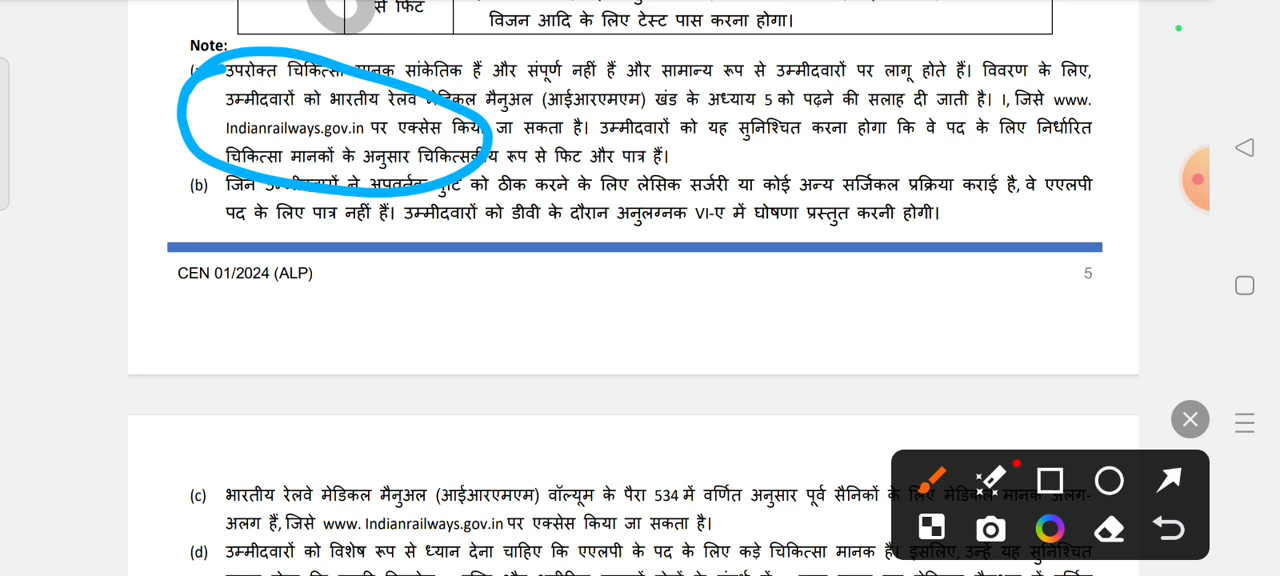 से फिट
विजन आदि के लिए टेस्ट पास करना होगा।
Note:
उपरोक्त चिकित्सा मानक सांकेतिक हैं और संपूर्ण नहीं हैं और सामान्य रूप से उम्मीदवारों पर लागू होते हैं। विवरण के लिए,
उम्मीदवारों को भारतीय रेलवे मेडिकल मैनुअल (आईआरएमएम) खंड के अध्याय 5 को पढ़ने की सलाह दी जाती है। I, जिसे www.
Indianrailways.gov.in पर एक्सेस किया जा सकता है। उम्मीदवारों को यह सुनिश्चित करना होगा कि वे पद के लिए निर्धारित
चिकित्सा मानकों के अनुसार चिकित्सकीय रूप से फिट और पात्र हैं।
(b) जिन उम्मीदवारों ने अपवर्तक त्रुटि को ठीक करने के लिए लेसिक सर्जरी या कोई अन्य सर्जिकल प्रक्रिया कराई है, वे एएलपी
पद के लिए पात्र नहीं हैं। उम्मीदवारों को डीवी के दौरान अनुलग्नक VI-ए में घोषणा प्रस्तुत करनी होगी।
CEN 01/2024 (ALP) 5
(c) भारतीय रेलवे मेडिकल मैनुअल (आईआरएमएम) वॉल्यूम के पैरा 534 में वर्णित अनुसार पूर्व सैनिकों के लिए मेडिकल मानक अलग-
अलग हैं, जिसे www. Indianrailways.gov.in पर एक्सेस किया जा सकता है।
(d) उम्मीदवारों को विशेष रूप से ध्यान देना चाहिए कि एएलपी के पद के लिए कड़े चिकित्सा मानक हैं। इसलिए, उन्हें यह सुनिश्चित